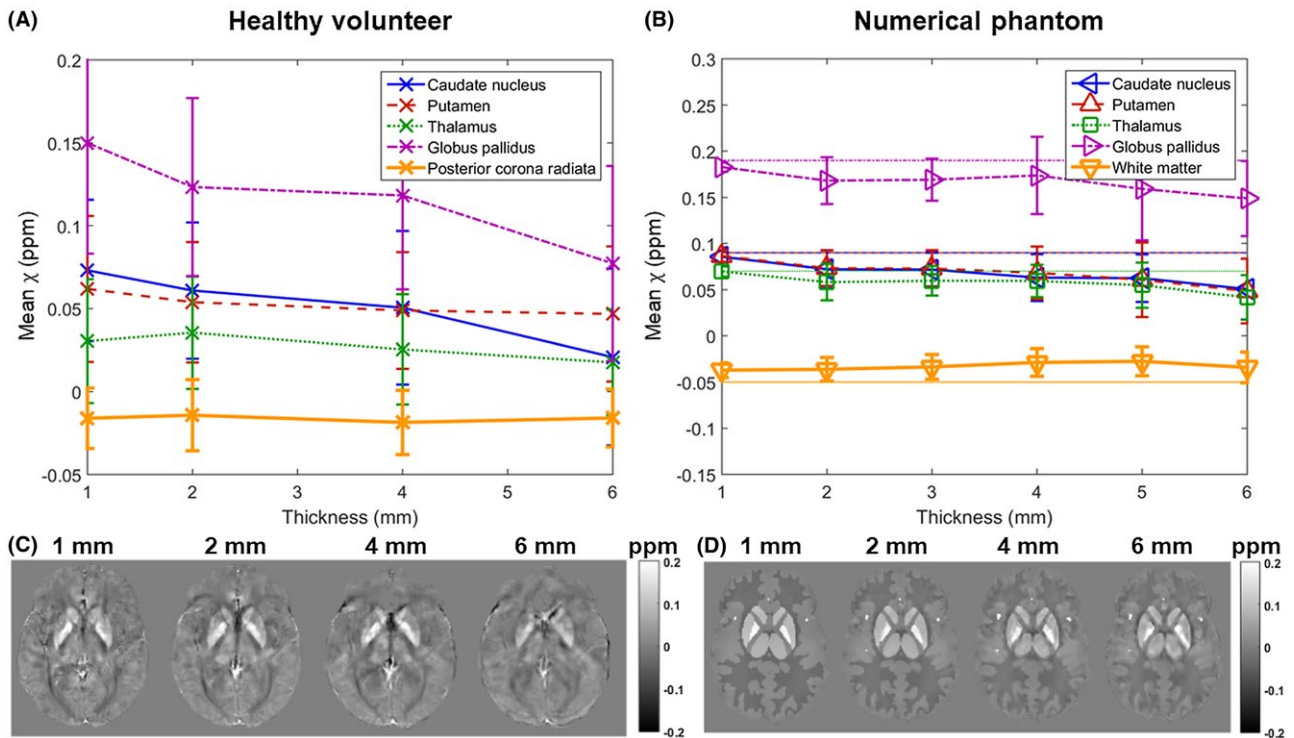 (A) Healthy volunteer
0.2
0.15
0.1
0.05
0
-0.05
Mean χ (ppm)
Caudate nucleus
Putamen
Thalamus
Globus pallidus
Posterior corona radiata
1 2 3 4 5 6
Thickness (mm)
(B) Numerical phantom
0.3
0.25
0.2
0.15
0.1
0.05
0
-0.05
-0.1
-0.15
Mean χ (ppm)
Caudate nucleus
Putamen
Thalamus
Globus pallidus
White matter
1 2 3 4 5 6
Thickness (mm)
(C) 1 mm 2 mm 4 mm 6 mm ppm
0.2
0.1
0
-0.1
-0.2
(D) 1 mm 2 mm 4 mm 6 mm ppm
0.2
0.1
0
-0.1
-0.2